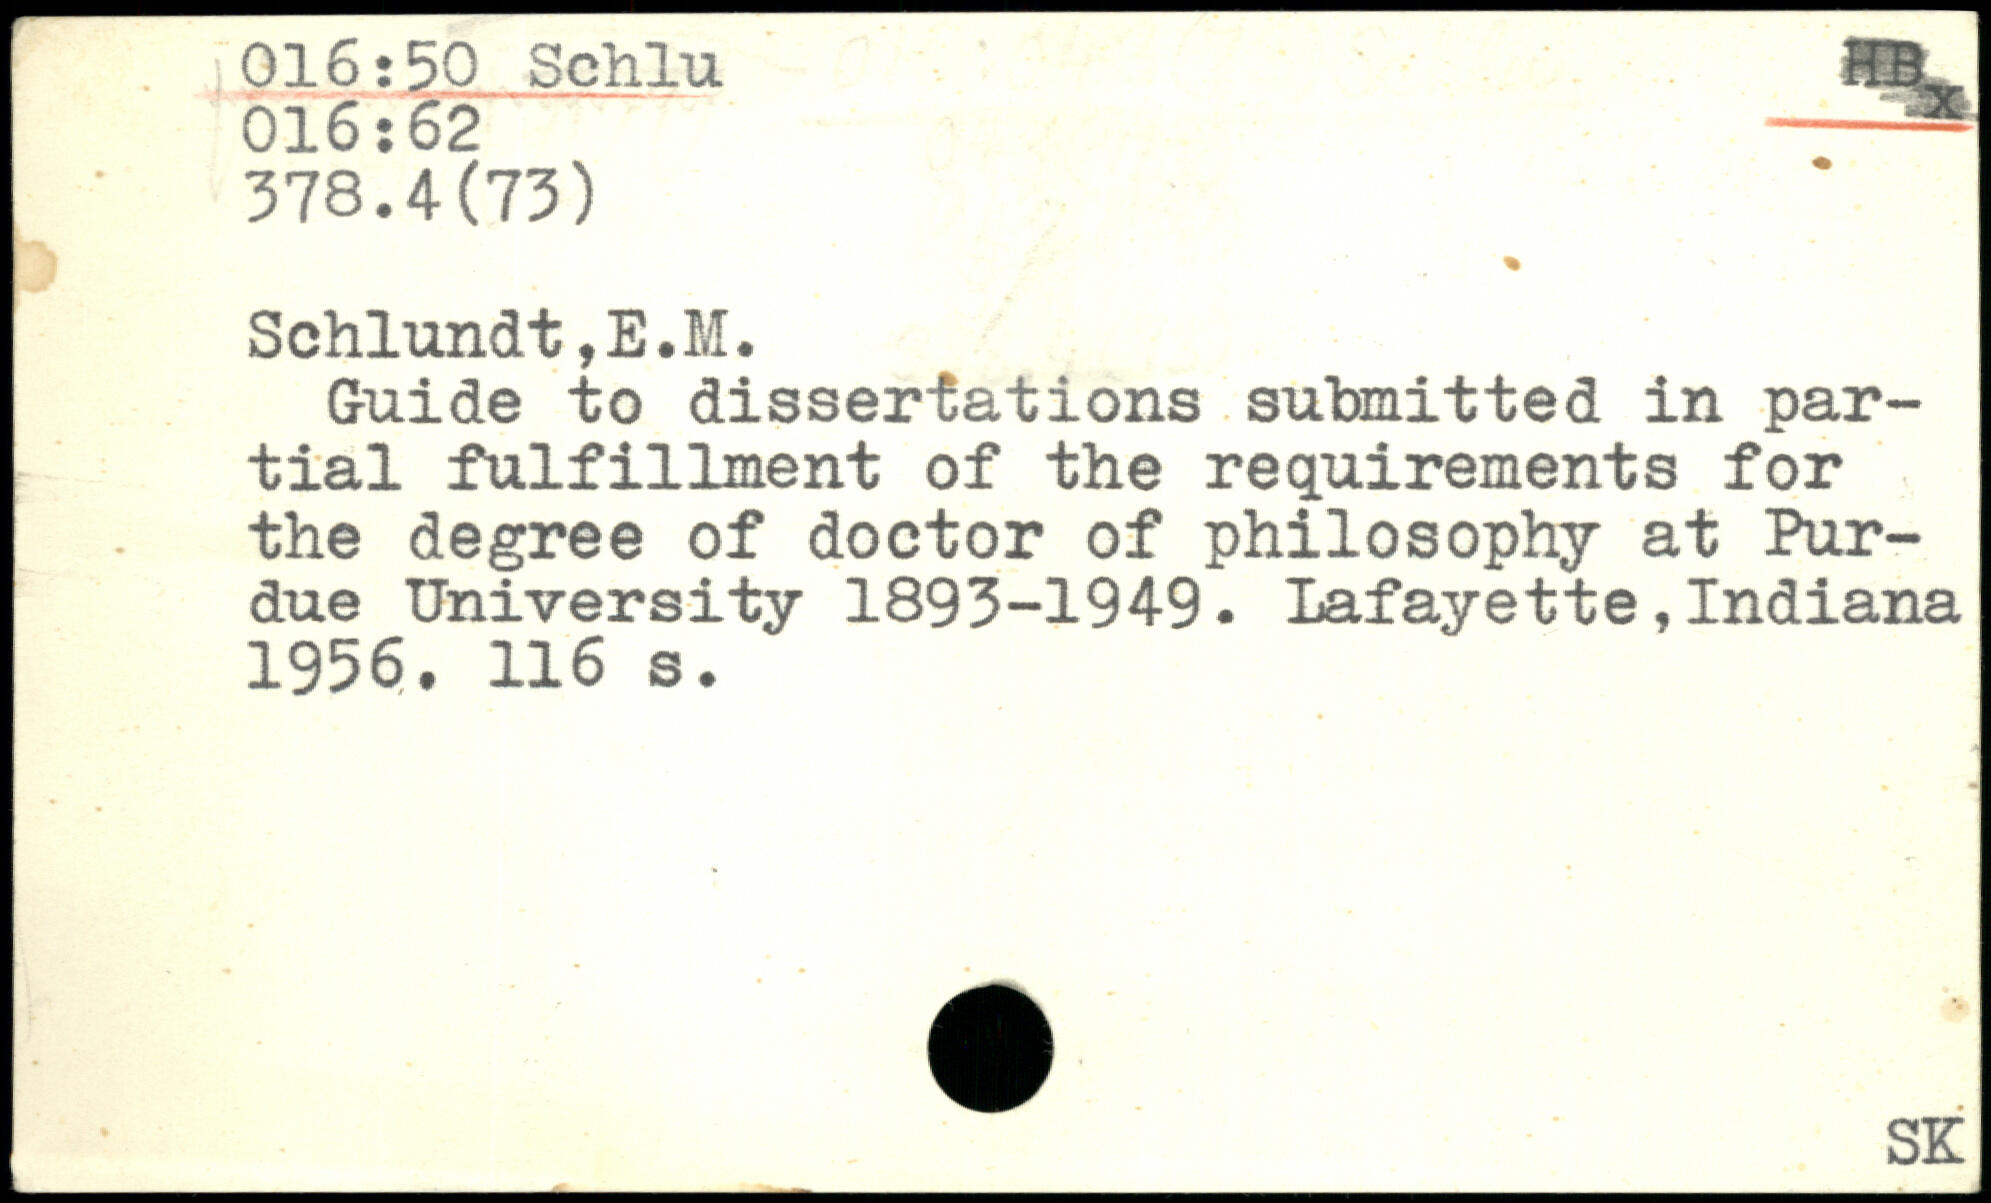 016:50 Schlu
HB
x
016:62
378.4(73)
Schlundt,E.M.
Guide to dissertations submitted in par-
tial fulfillment of the requirements for
the degree of doctor of philosophy at Pur-
due University 1893-1949. Lafayette,Indiana
1956. 116 s.
SK